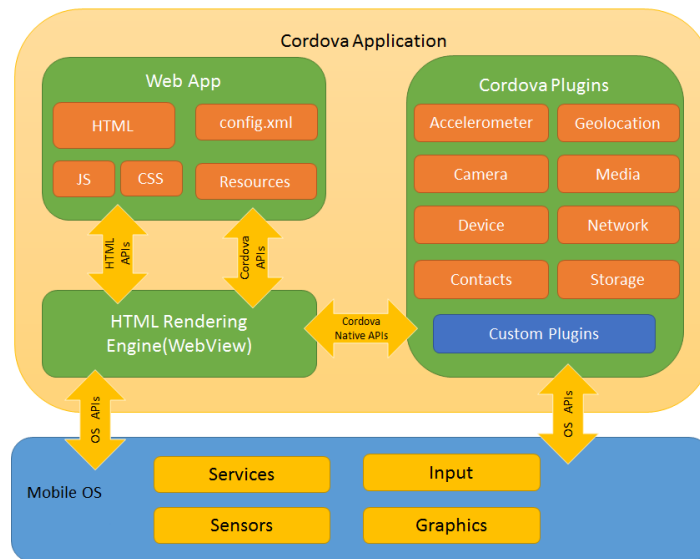 Cordova Application
Web App
HTML
config.xml
JS
CSS
Resources
HTML
APIs
Cordova
APIs
HTML Rendering
Engine(WebView)
Cordova
Native APIs
Cordova Plugins
Accelerometer
Geolocation
Camera
Media
Device
Network
Contacts
Storage
Custom Plugins
OS APIs
OS APIs
Mobile OS
Services
Input
Sensors
Graphics